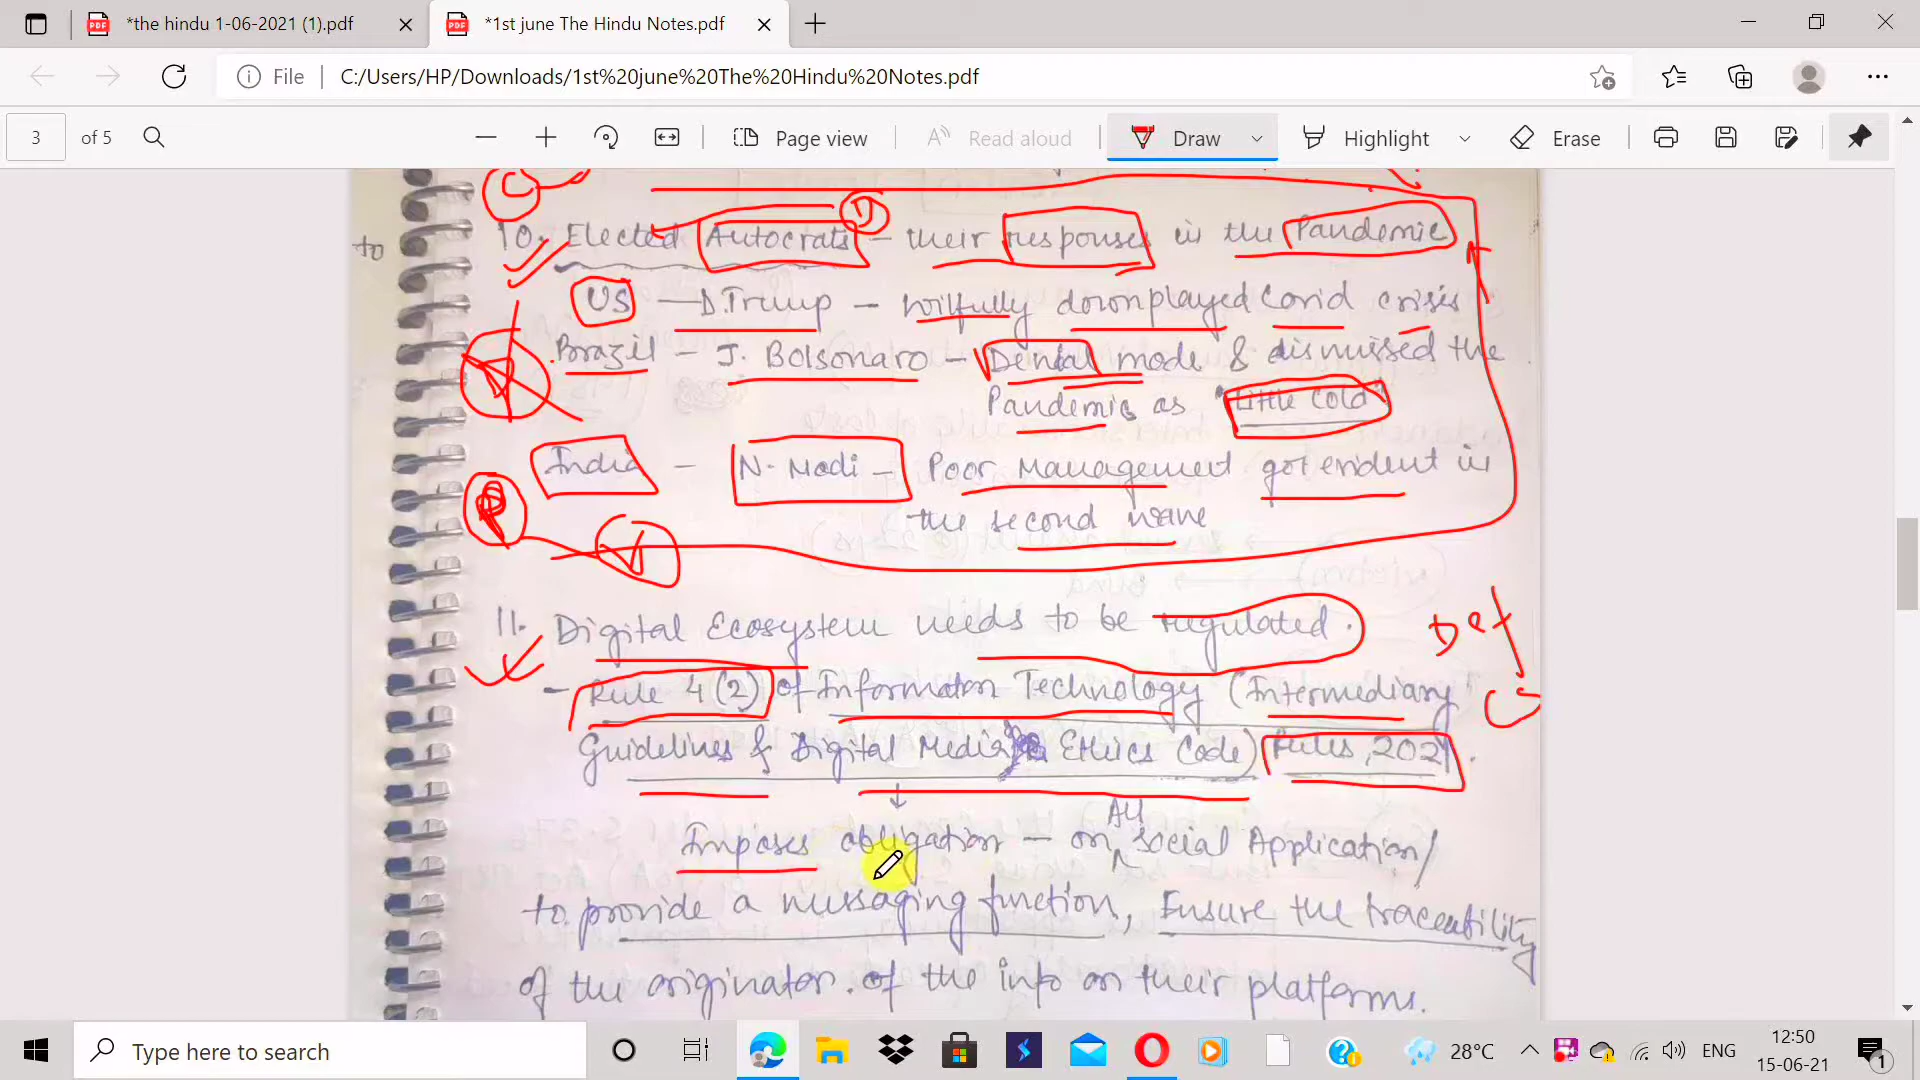 *the hindu 1-06-2021 (1).pdf
*1st june The Hindu Notes.pdf
File
C:/Users/HP/Downloads/1st%20june%20The%20Hindu%20Notes.pdf
3 of 5
Page view
Read aloud
Draw
Highlight
Erase
to
10. Elected Autocrats – their responses in the Pandemic
US – D.Trump – wilfully downplayed Covid crisis
Brazil – J. Bolsonaro – Denial mode & dismissed the
Pandemic as "Little Cold"
India – N. Modi – Poor Management got evident in
the second wave
11. Digital Ecosystem needs to be regulated.
- Rule 4(2) of Information Technology (Intermediary
Guidelines & Digital Media Ethics Code) Rules, 2021.
All
Imposes obligation – on social Application/
to provide a messaging function, Ensure the traceability
of the originator of the info on their platforms.
Type here to search
28°C
ENG
12:50
15-06-21
1